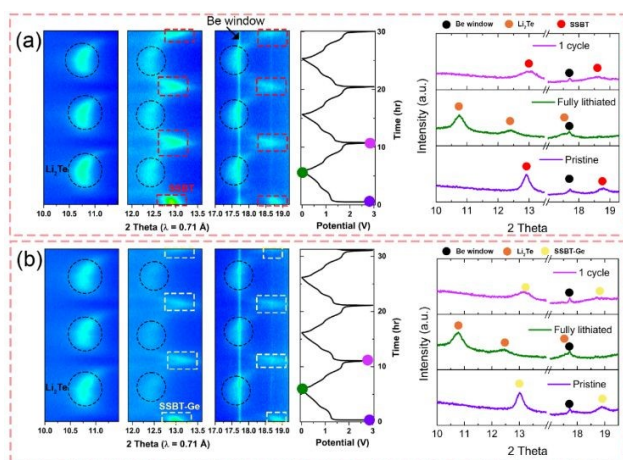 (a)
Be window
Li₂Te
SSBT
10.0 10.5 11.0
12.0 12.5 13.0 13.5
17.0 17.5 18.0 18.5 19.0
2 Theta (λ = 0.71 Å)
0 1 2 3
Potential (V)
30
20
10
0
Time (hr)
Be window Li₂Te SSBT
1 cycle
Fully lithiated
Pristine
Intensity (a.u.)
10 11 12 13 18 19
2 Theta
(b)
Li₂Te
SSBT-Ge
10.0 10.5 11.0
12.0 12.5 13.0 13.5
17.0 17.5 18.0 18.5 19.0
2 Theta (λ = 0.71 Å)
0 1 2 3
Potential (V)
30
20
10
0
Time (hr)
Be window Li₂Te SSBT-Ge
1 cycle
Fully lithiated
Pristine
Intensity (a.u.)
10 11 12 13 18 19
2 Theta